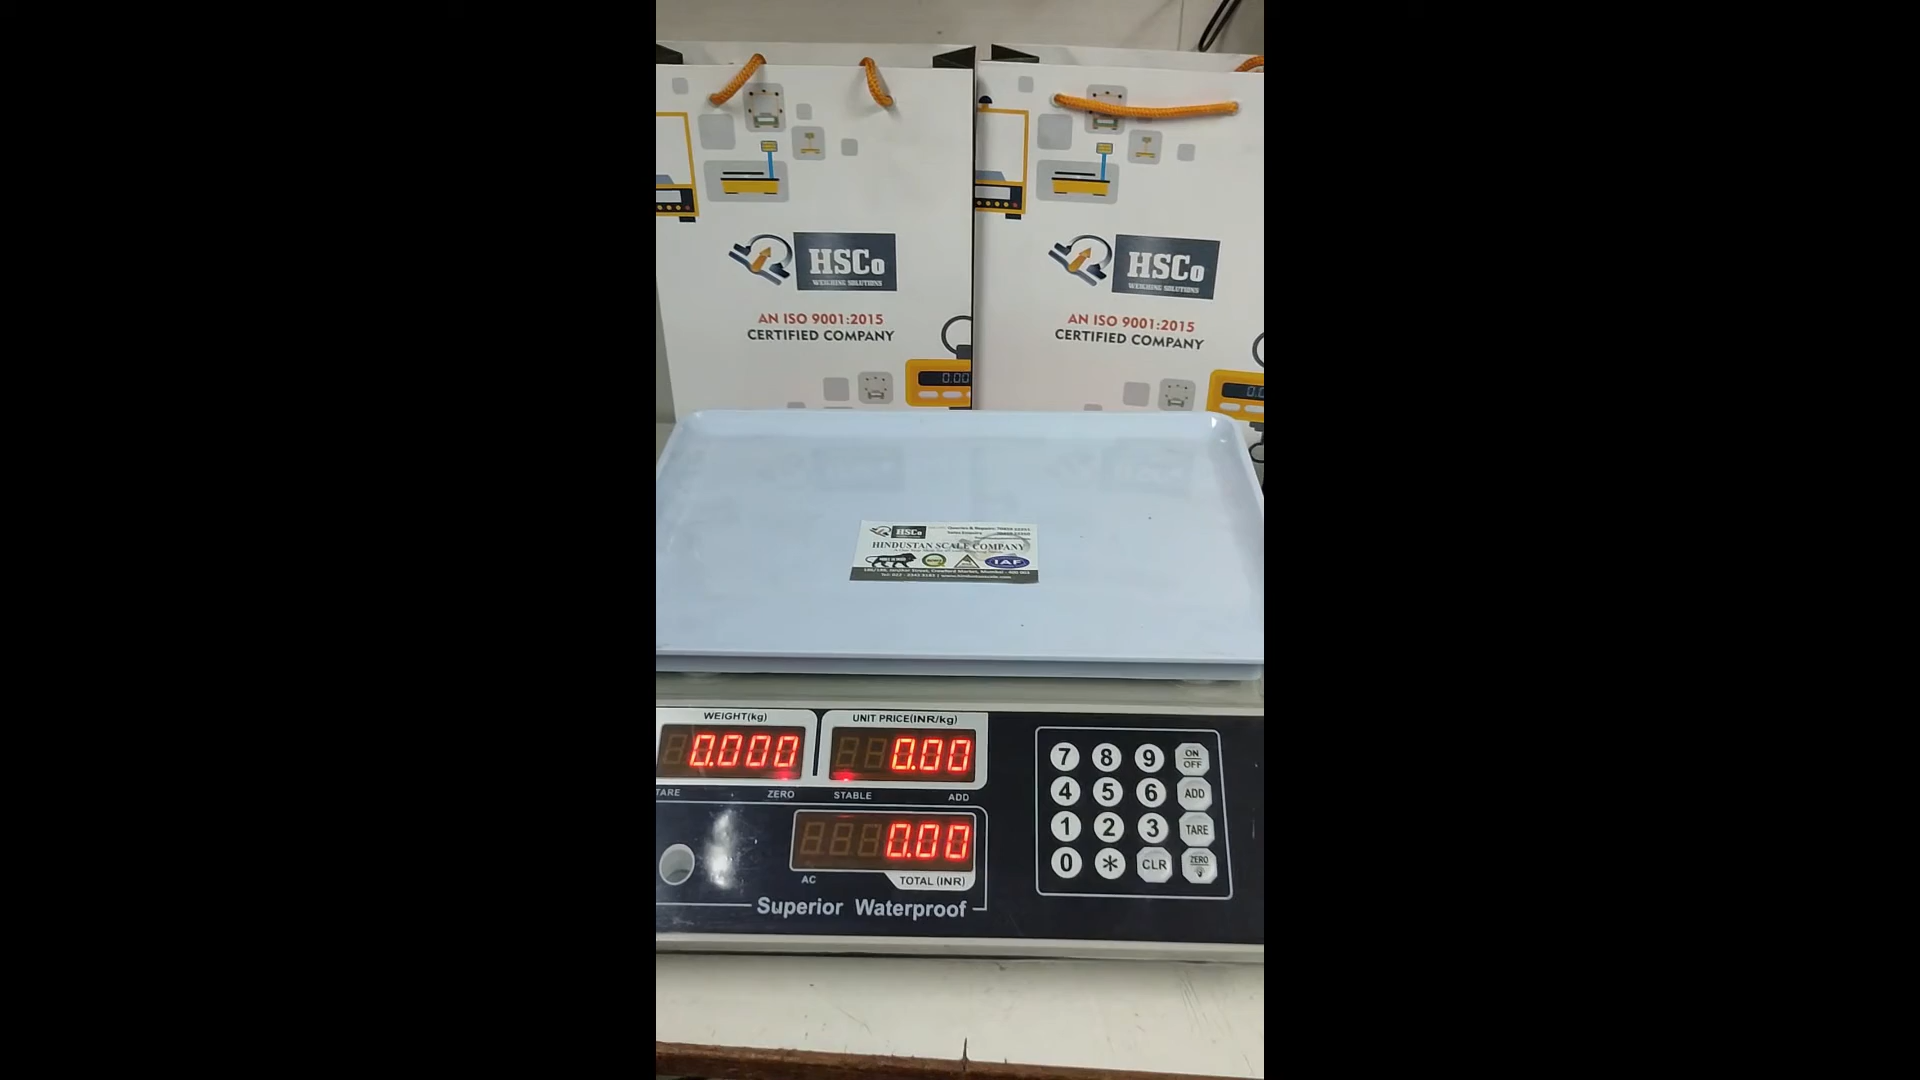 HSCo
WEIGHING SOLUTIONS
AN ISO 9001:2015
CERTIFIED COMPANY
0.00
HSCo
WEIGHING SOLUTIONS
AN ISO 9001:2015
CERTIFIED COMPANY
HSCo
HINDUSTAN SCALE COMPANY
IAF
WEIGHT(kg)
UNIT PRICE(INR/kg)
0.000
0.00
TARE
ZERO
STABLE
ADD
0.00
AC
TOTAL (INR)
Superior Waterproof
7 8 9 ON OFF
4 5 6 ADD
1 2 3 TARE
0 * CLR ZERO